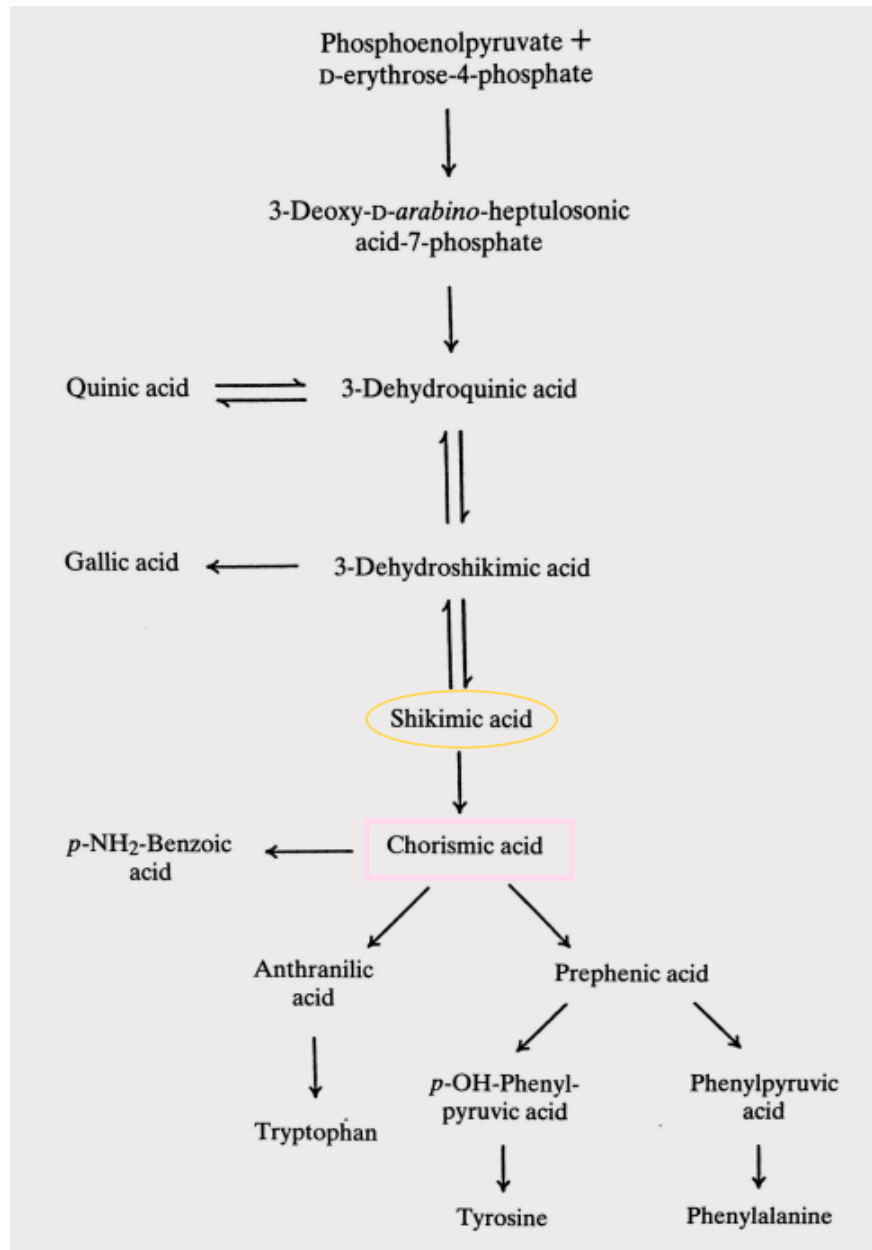 Phosphoenolpyruvate +
D-erythrose-4-phosphate
3-Deoxy-D-arabino-heptulosonic
acid-7-phosphate
Quinic acid
3-Dehydroquinic acid
Gallic acid
3-Dehydroshikimic acid
Shikimic acid
p-NH2-Benzoic
acid
Chorismic acid
Anthranilic
acid
Prephenic acid
p-OH-Phenyl-
pyruvic acid
Phenylpyruvic
acid
Tryptophan
Tyrosine
Phenylalanine